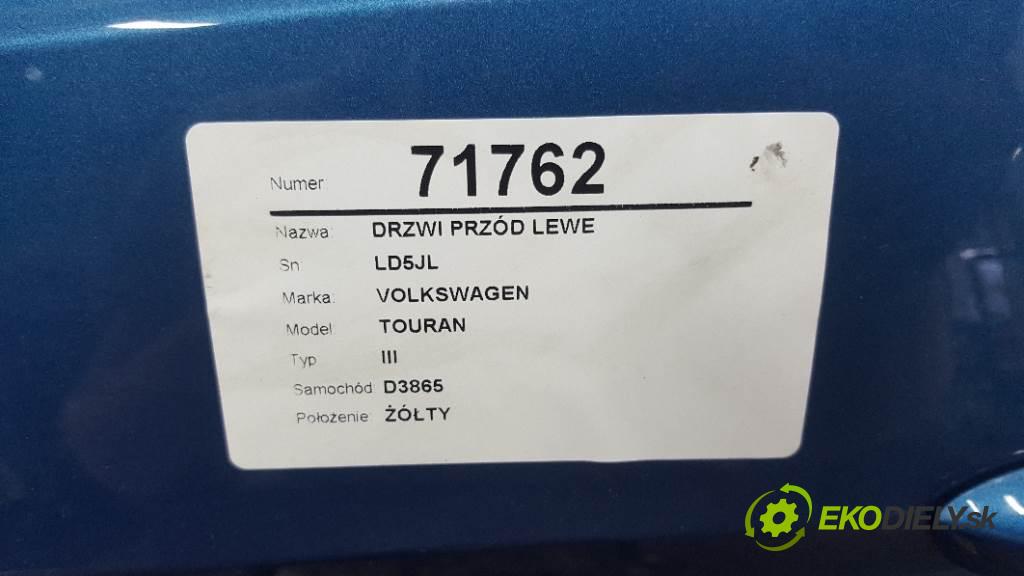 Numer: 71762
Nazwa: DRZWI PRZÓD LEWE
Sn: LD5JL
Marka: VOLKSWAGEN
Model: TOURAN
Typ III
Samochód: D3865
Położenie: ŻÓŁTY
EKODIELY.sk